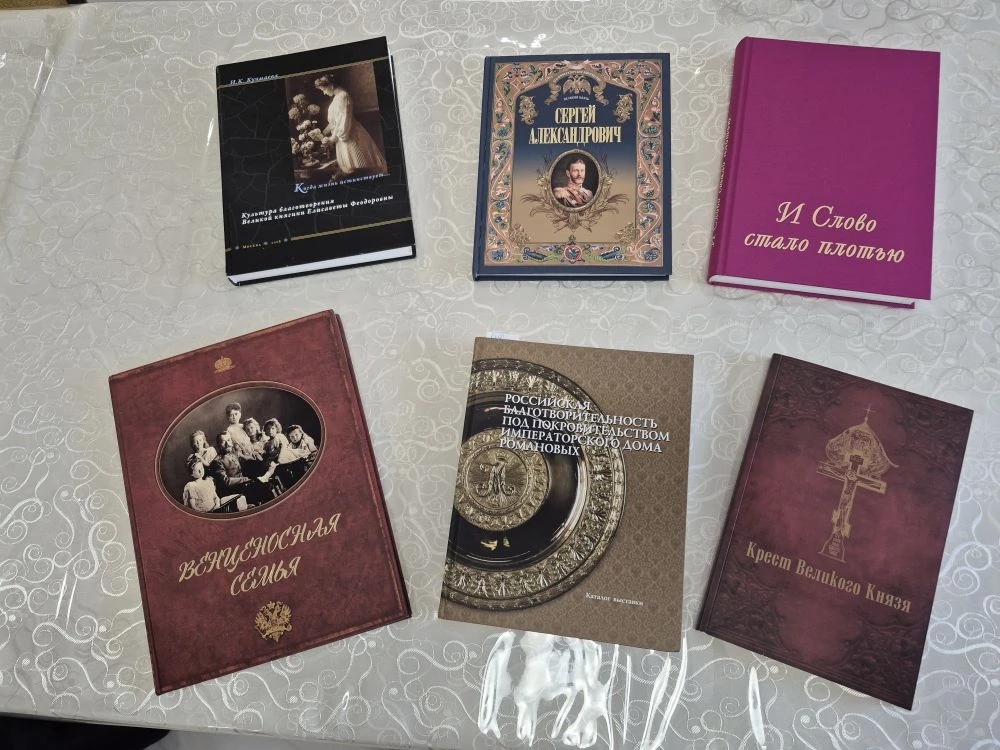 И.К. Кучмаева
Когда жизнь истинствует...
Культура благотворения
Великой княгини Елисаветы Феодоровны
Москва
ВЕЛИКИЙ КНЯЗЬ
СЕРГЕЙ
АЛЕКСАНДРОВИЧ
И Слово
стало плотью
ВЕНЦЕНОСНАЯ
СЕМЬЯ
РОССИЙСКАЯ
БЛАГОТВОРИТЕЛЬНОСТЬ
ПОД ПОКРОВИТЕЛЬСТВОМ
ИМПЕРАТОРСКОГО ДОМА
РОМАНОВЫХ
Каталог выставки
Крест Великого Князя